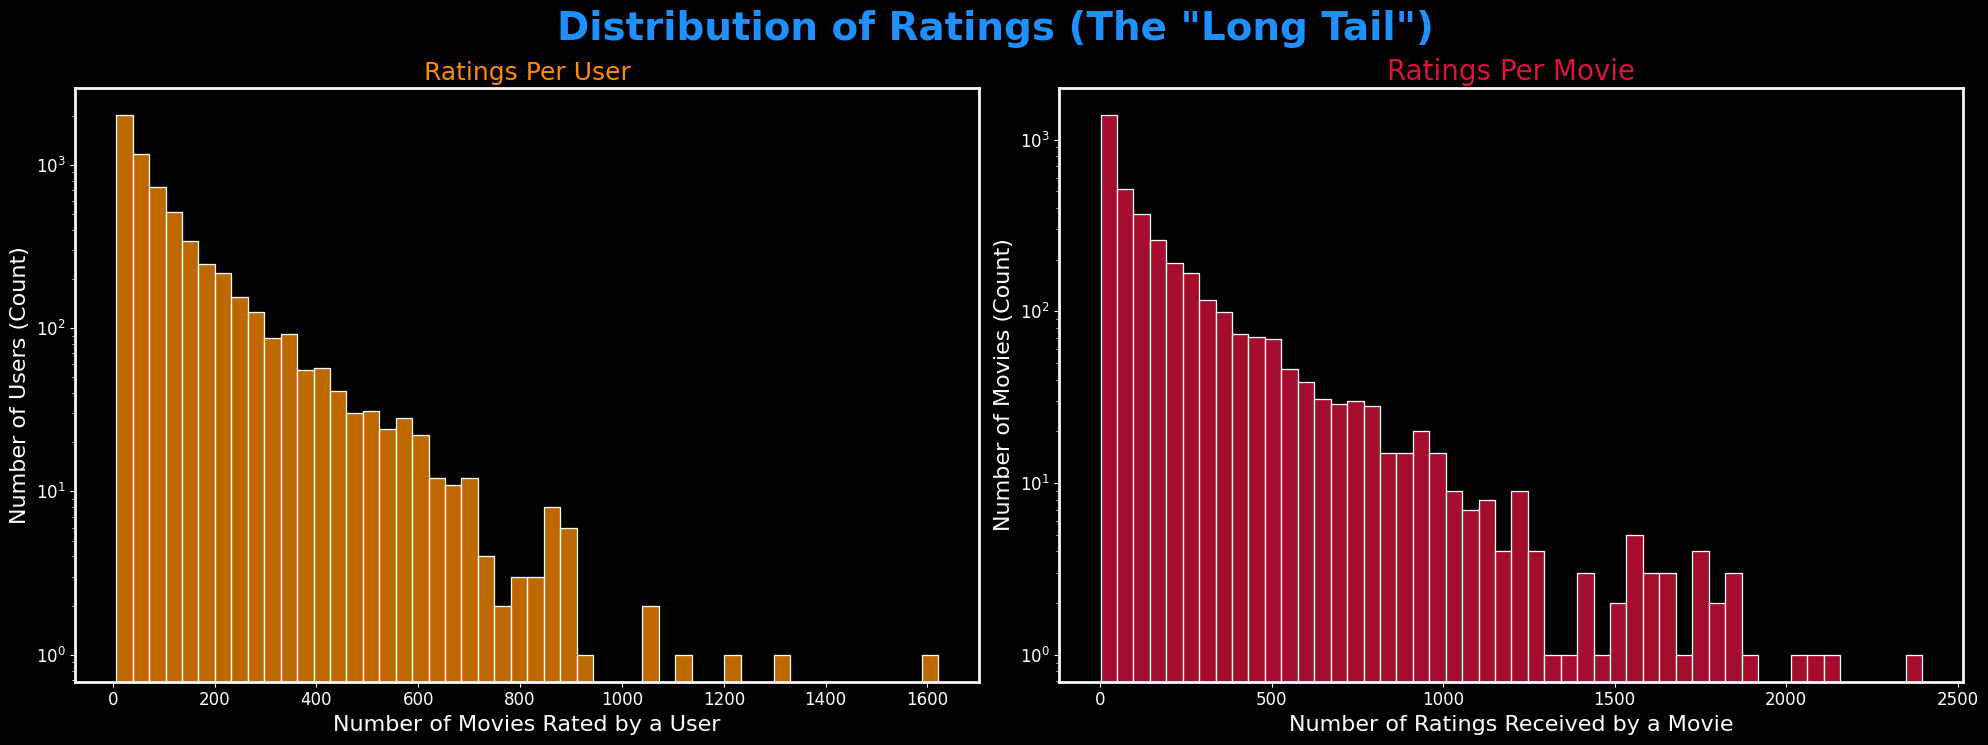 Distribution of Ratings (The "Long Tail")
Ratings Per User
Number of Users (Count)
10³
10²
10¹
10⁰
0 200 400 600 800 1000 1200 1400 1600
Number of Movies Rated by a User
Ratings Per Movie
Number of Movies (Count)
10³
10²
10¹
10⁰
0 500 1000 1500 2000 2500
Number of Ratings Received by a Movie